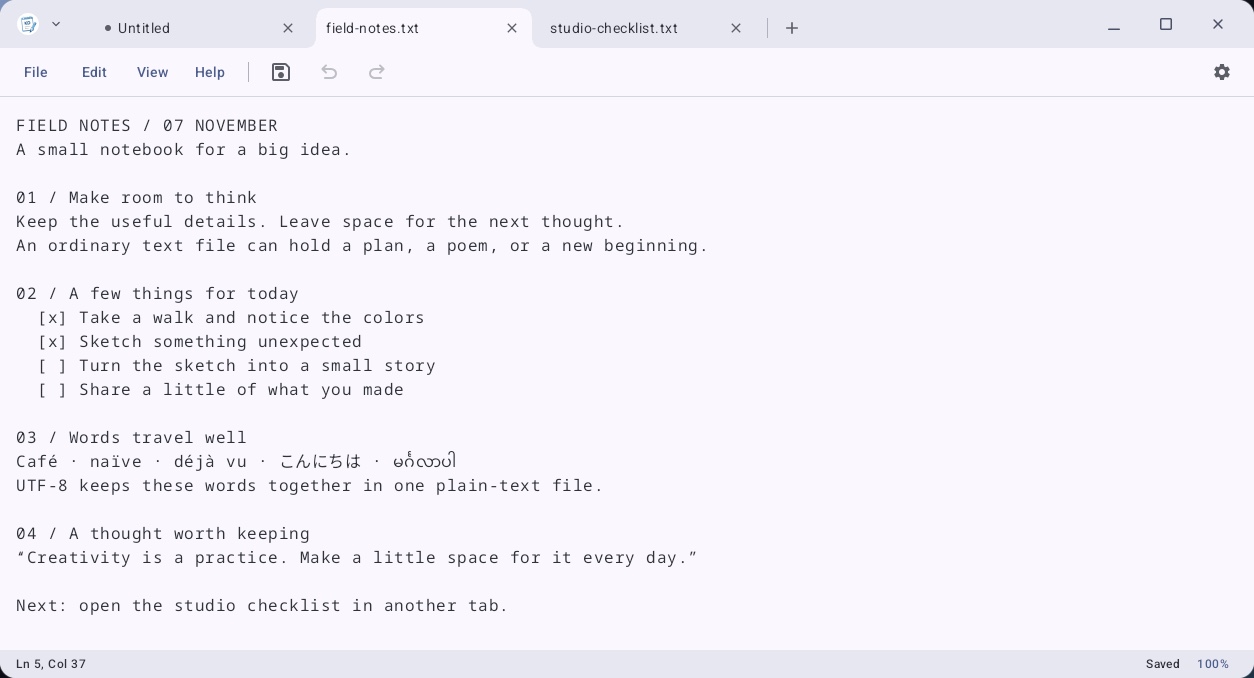 Untitled
field-notes.txt
studio-checklist.txt
File Edit View Help
FIELD NOTES / 07 NOVEMBER
A small notebook for a big idea.
01 / Make room to think
Keep the useful details. Leave space for the next thought.
An ordinary text file can hold a plan, a poem, or a new beginning.
02 / A few things for today
[x] Take a walk and notice the colors
[x] Sketch something unexpected
[ ] Turn the sketch into a small story
[ ] Share a little of what you made
03 / Words travel well
Café · naïve · déjà vu · こんにちは · မင်္ဂလာပါ
UTF-8 keeps these words together in one plain-text file.
04 / A thought worth keeping
“Creativity is a practice. Make a little space for it every day.”
Next: open the studio checklist in another tab.
Ln 5, Col 37
Saved 100%